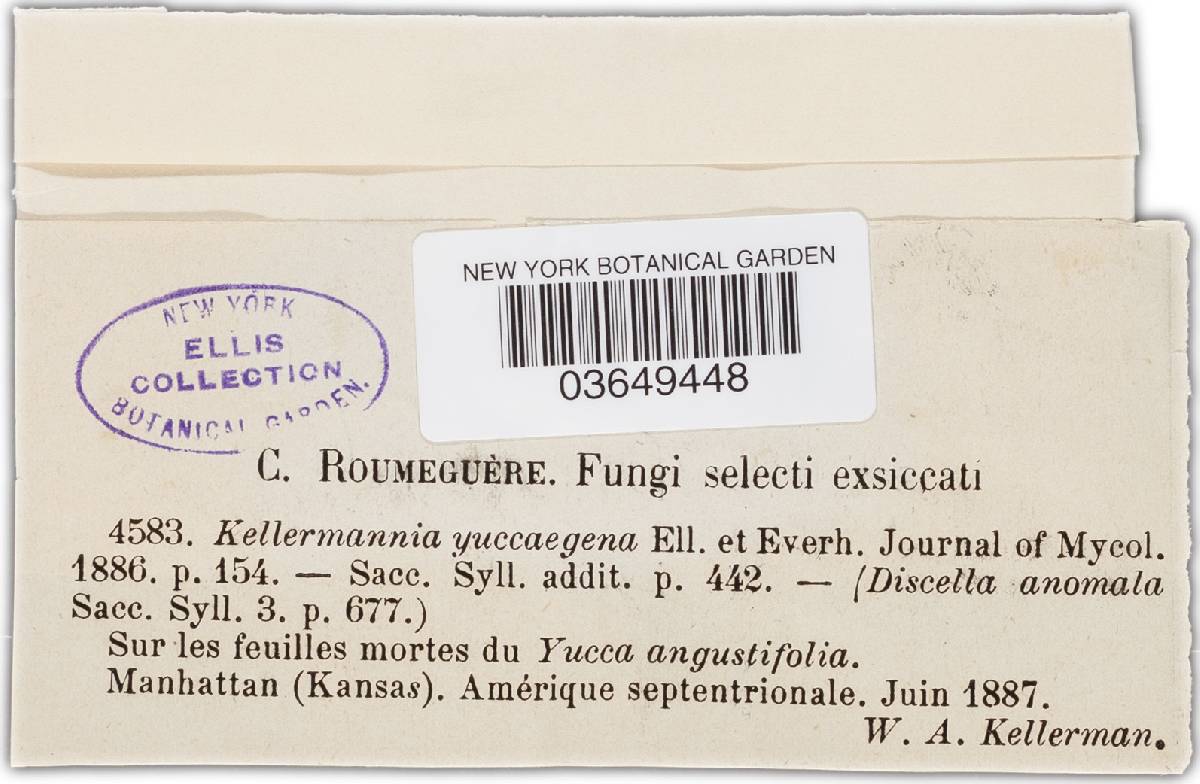 NEW YORK BOTANICAL GARDEN
03649448
NEW YORK
ELLIS
COLLECTION
BOTANICAL GARDEN.
C. ROUMEGUÈRE. Fungi selecti exsiccati
4583. Kellermannia yuccaegena Ell. et Everh. Journal of Mycol.
1886. p. 154. — Sacc. Syll. addit. p. 442. — (Discella anomala
Sacc. Syll. 3. p. 677.)
Sur les feuilles mortes du Yucca angustifolia.
Manhattan (Kansas). Amérique septentrionale. Juin 1887.
W. A. Kellerman.